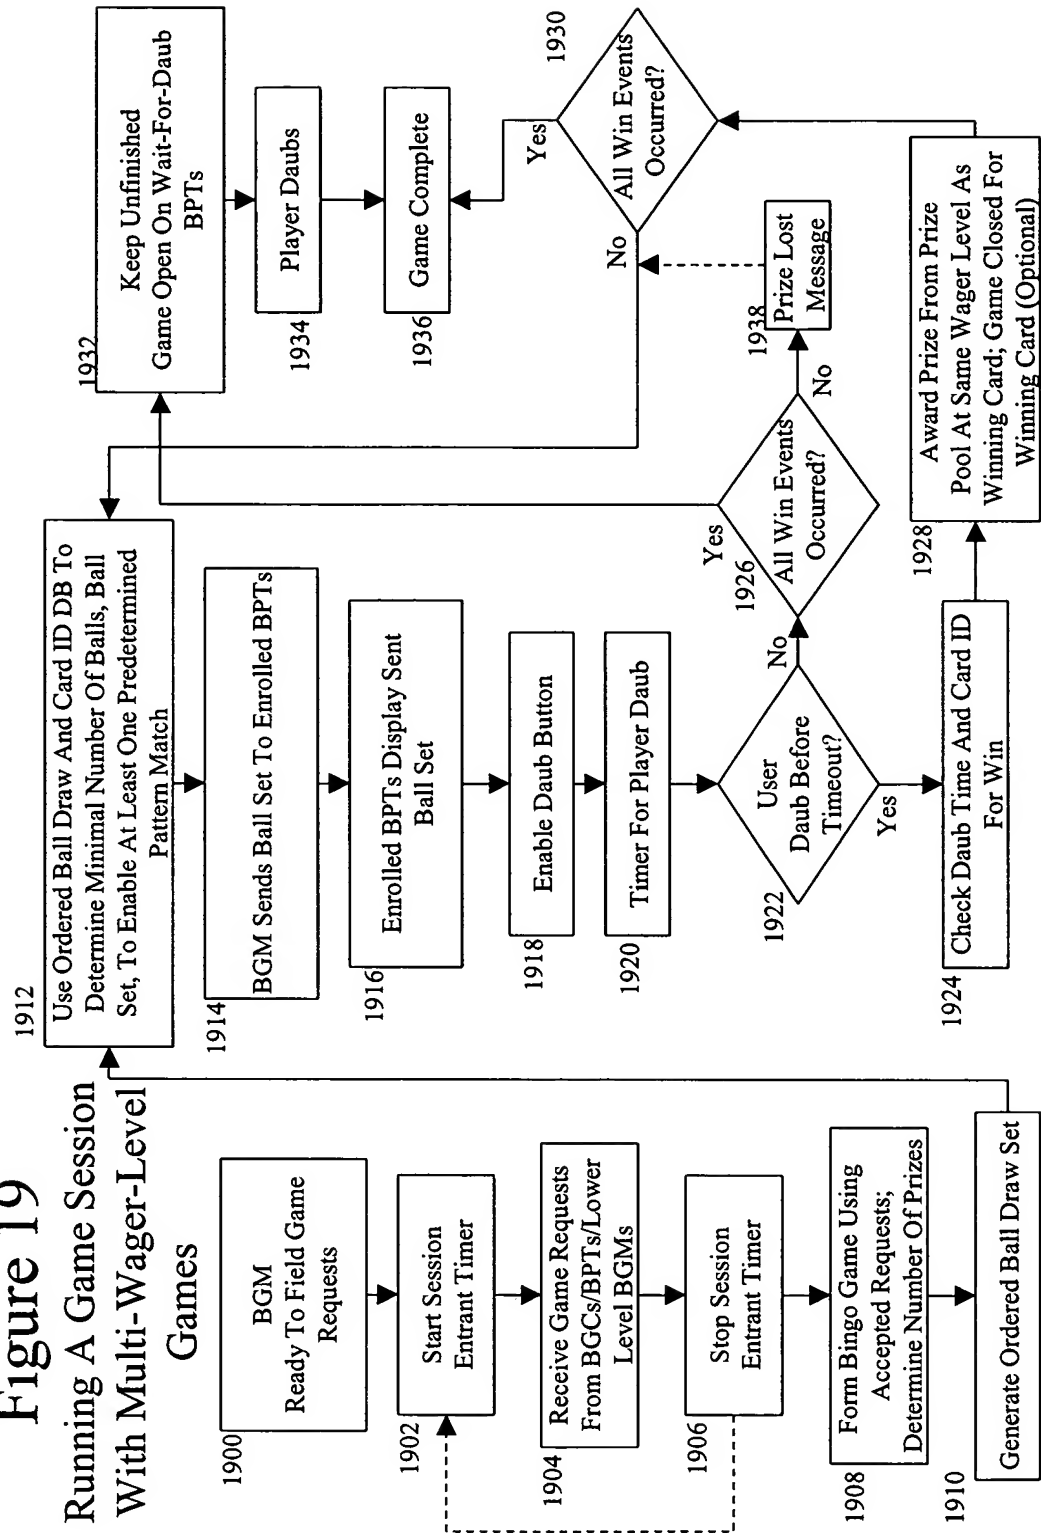 Figure 19
Running A Game Session
With Multi-Wager-Level
Games
1900
BGM
Ready To Field Game
Requests
1902
Start Session
Entrant Timer
1904
Receive Game Requests
From BGCs/BPTs/Lower
Level BGMs
1906
Stop Session
Entrant Timer
1908
Form Bingo Game Using
Accepted Requests;
Determine Number Of Prizes
1910
Generate Ordered Ball Draw Set
1912
Use Ordered Ball Draw And Card ID DB To
Determine Minimal Number Of Balls, Ball
Set, To Enable At Least One Predetermined
Pattern Match
1914
BGM Sends Ball Set To Enrolled BPTs
1916
Enrolled BPTs Display Sent
Ball Set
1918
Enable Daub Button
1920
Timer For Player Daub
1922
User
Daub Before
Timeout?
No
Yes
1924
Check Daub Time And Card ID
For Win
1926
All Win Events
Occurred?
Yes
No
1928
Award Prize From Prize
Pool At Same Wager Level As
Winning Card; Game Closed For
Winning Card (Optional)
1930
All Win Events
Occurred?
Yes
No
1932
Keep Unfinished
Game Open On Wait-For-Daub
BPTs
1934
Player Daubs
1936
Game Complete
1938
Prize Lost
Message